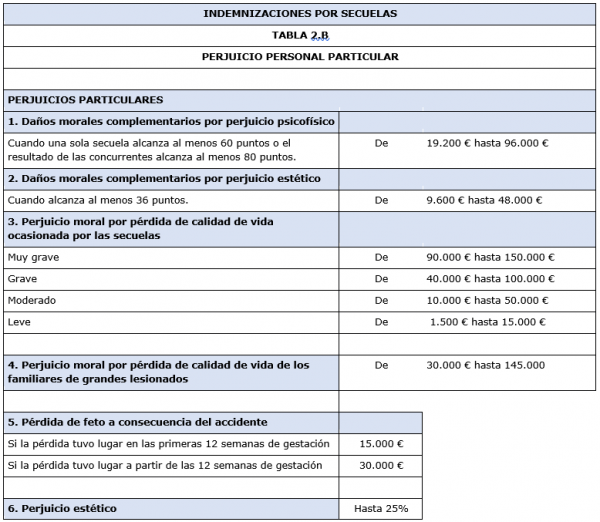 INDEMNIZACIONES POR SECUELAS
TABLA 2.B
PERJUICIO PERSONAL PARTICULAR
PERJUICIOS PARTICULARES
1. Daños morales complementarios por perjuicio psicofísico
Cuando una sola secuela alcanza al menos 60 puntos o el De 19.200 € hasta 96.000 €
resultado de las concurrentes alcanza al menos 80 puntos.
2. Daños morales complementarios por perjuicio estético
Cuando alcanza al menos 36 puntos. De 9.600 € hasta 48.000 €
3. Perjuicio moral por pérdida de calidad de vida
ocasionada por las secuelas
Muy grave De 90.000 € hasta 150.000 €
Grave De 40.000 € hasta 100.000 €
Moderado De 10.000 € hasta 50.000 €
Leve De 1.500 € hasta 15.000 €
4. Perjuicio moral por pérdida de calidad de vida de los De 30.000 € hasta 145.000
familiares de grandes lesionados
5. Pérdida de feto a consecuencia del accidente
Si la pérdida tuvo lugar en las primeras 12 semanas de gestación 15.000 €
Si la pérdida tuvo lugar a partir de las 12 semanas de gestación 30.000 €
6. Perjuicio estético Hasta 25%